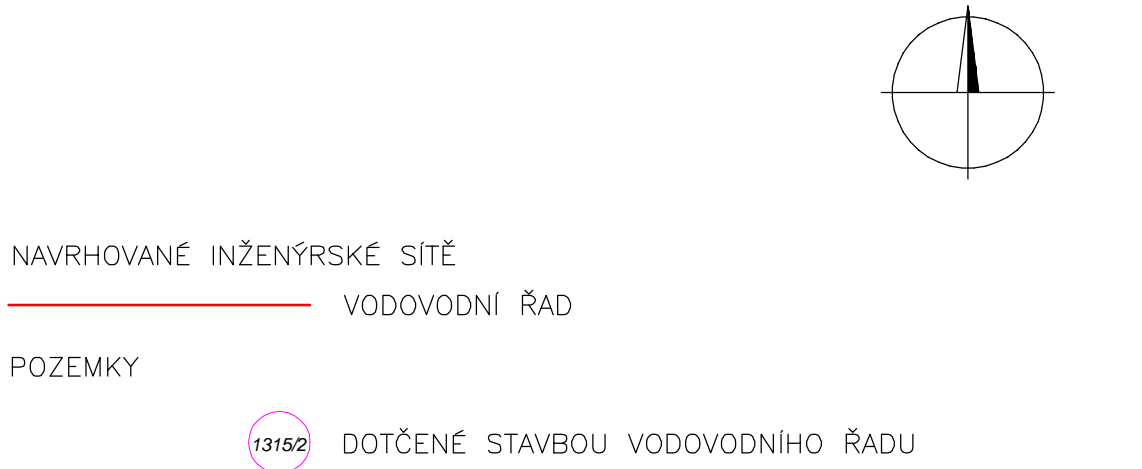 NAVRHOVANÉ INŽENÝRSKÉ SÍTĚ
VODOVODNÍ ŘAD
POZEMKY
1315/2 DOTČENÉ STAVBOU VODOVODNÍHO ŘADU